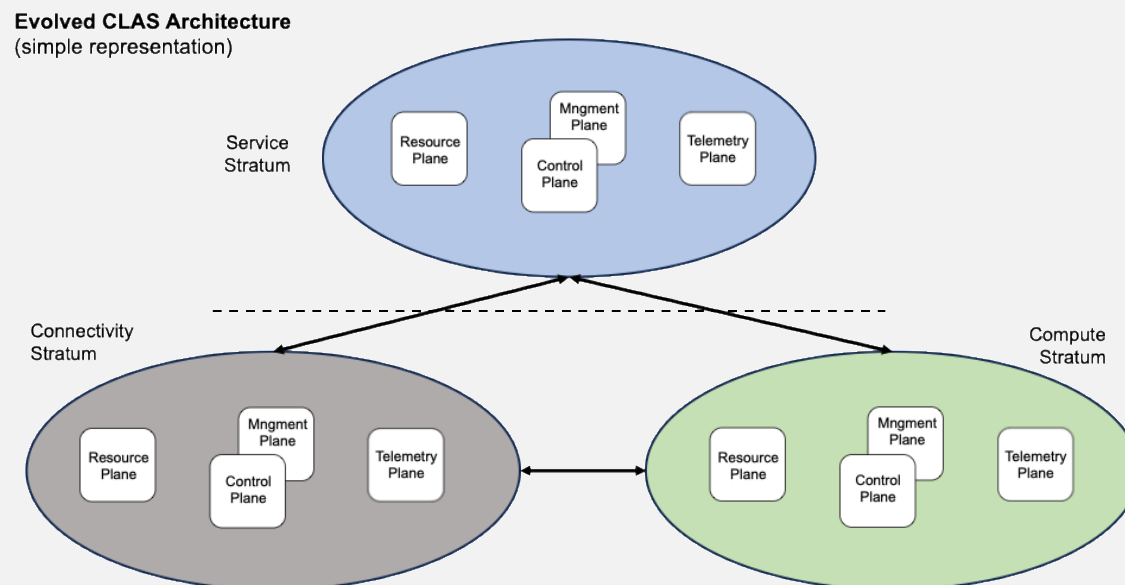 Evolved CLAS Architecture
(simple representation)
Service
Stratum
Resource
Plane
Mngment
Plane
Control
Plane
Telemetry
Plane
Connectivity
Stratum
Resource
Plane
Mngment
Plane
Control
Plane
Telemetry
Plane
Compute
Stratum
Resource
Plane
Mngment
Plane
Control
Plane
Telemetry
Plane